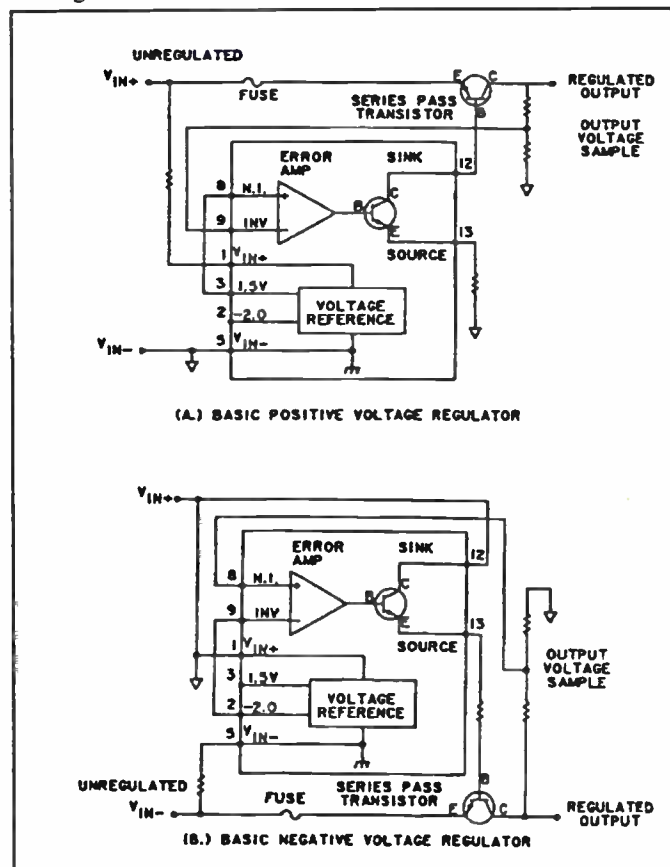 UNREGULATED
VIN+
FUSE
E
C
B
SERIES PASS
TRANSISTOR
REGULATED
OUTPUT
OUTPUT
VOLTAGE
SAMPLE
ERROR
AMP
SINK
12
8
N.I.
C
B
E
9
INV
13
1
VIN+
SOURCE
3
1.5V
VOLTAGE
REFERENCE
2
-2.0
VIN-
5
VIN-
(A.) BASIC POSITIVE VOLTAGE REGULATOR
VIN+
ERROR
AMP
SINK
12
8
N.I.
C
B
E
9
INV
13
1
VIN+
SOURCE
OUTPUT
VOLTAGE
SAMPLE
3
1.5V
VOLTAGE
REFERENCE
2
-2.0
5
VIN-
UNREGULATED
SERIES PASS
TRANSISTOR
B
VIN-
FUSE
E
C
REGULATED
OUTPUT
(B.) BASIC NEGATIVE VOLTAGE REGULATOR